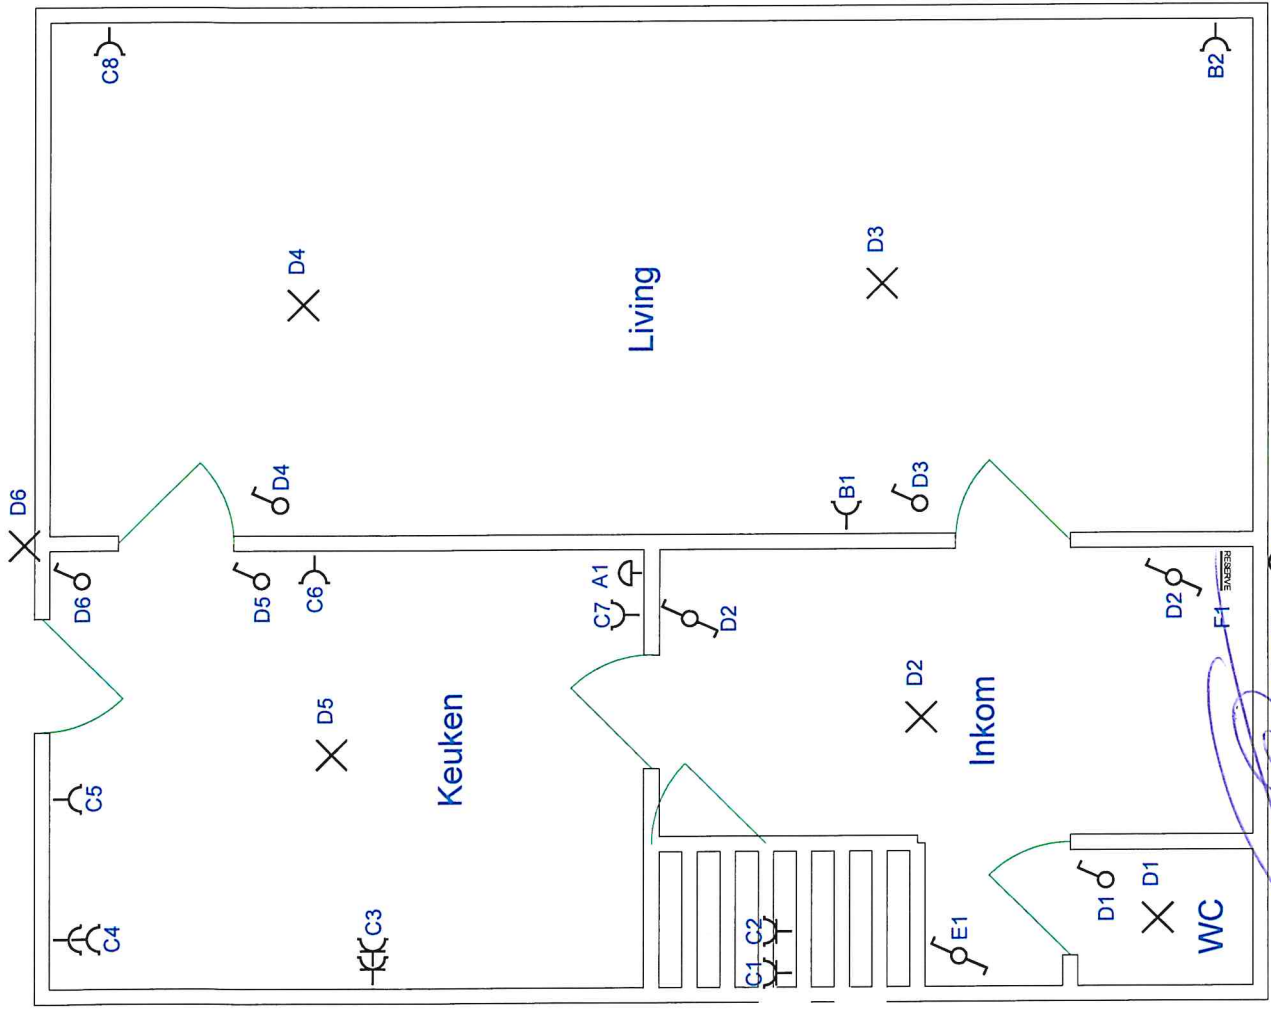 C8
B2
D4
D3
Living
D6
D4
B1
D3
D6
D5
C6
C7
A1
D2
D2
F1
RESERVE
D5
Keuken
D2
Inkom
C5
C4
C3
C1
C2
E1
D1
D1
WC